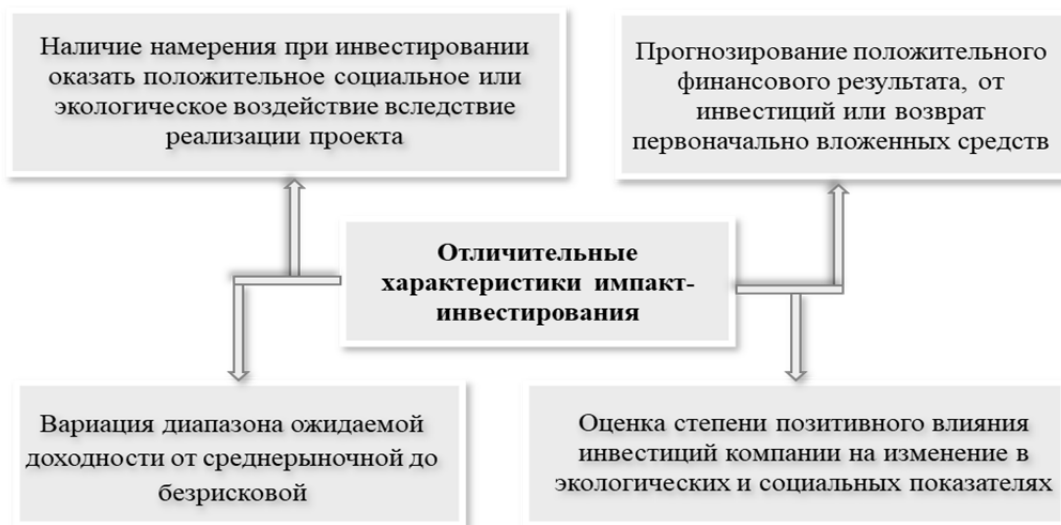 Наличие намерения при инвестировании
оказать положительное социальное или
экологическое воздействие вследствие
реализации проекта
Прогнозирование положительного
финансового результата, от
инвестиций или возврат
первоначально вложенных средств
Отличительные
характеристики импакт-
инвестирования
Вариация диапазона ожидаемой
доходности от среднерыночной до
безрисковой
Оценка степени позитивного влияния
инвестиций компании на изменение в
экологических и социальных показателях